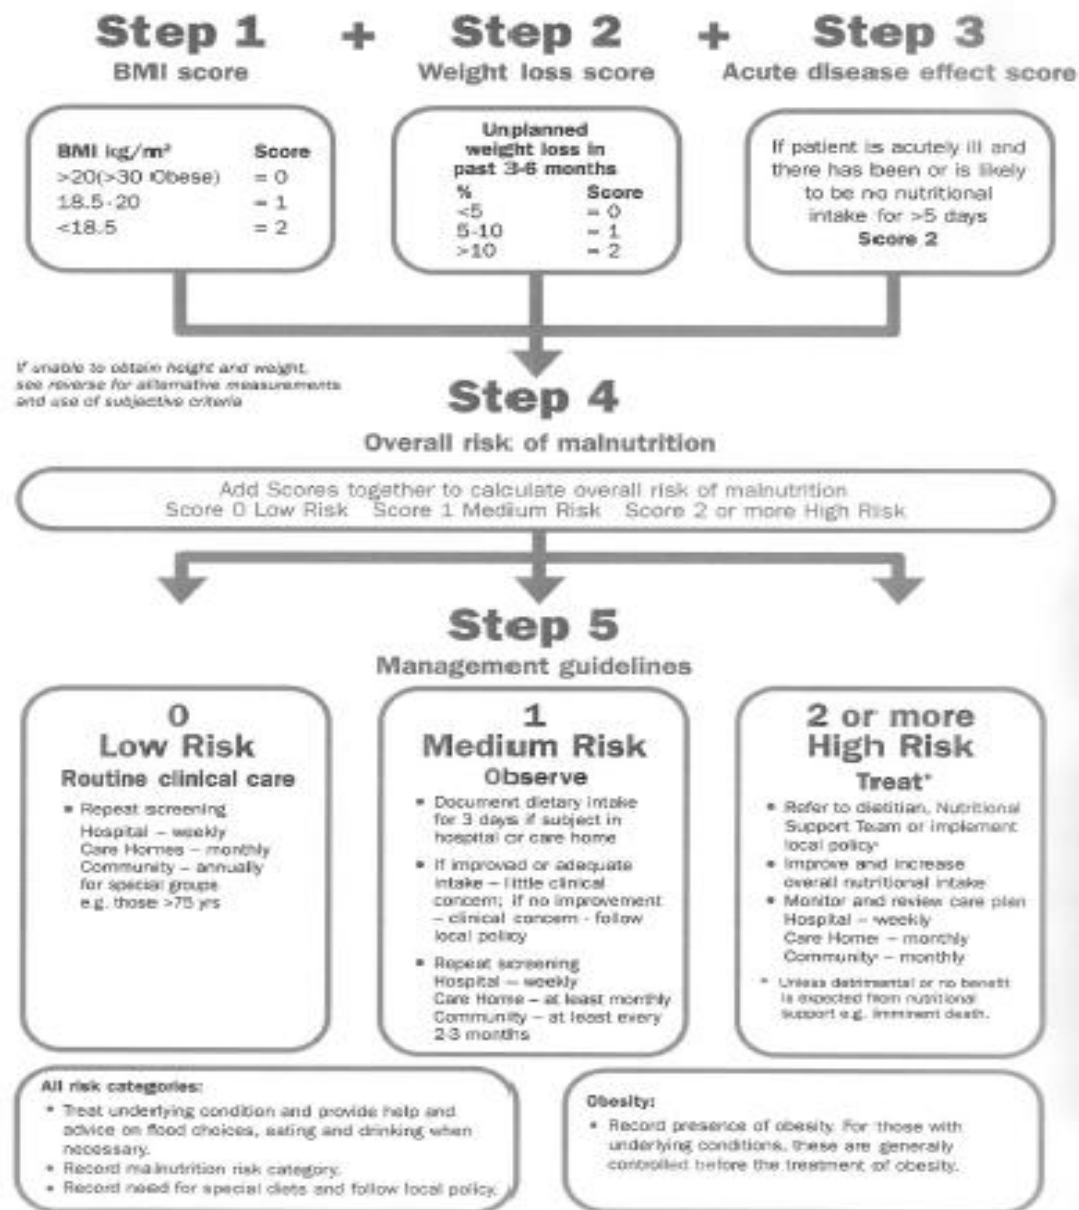 Step 1 + Step 2 + Step 3
BMI score
Weight loss score
Acute disease effect score
BMI kg/m²
Score
>20(>30 Obese)
= 0
18.5-20
= 1
<18.5
= 2
Unplanned
weight loss in
past 3-6 months
%
Score
<5
= 0
5-10
= 1
>10
= 2
If patient is acutely ill and
there has been or is likely
to be no nutritional
intake for >5 days
Score 2
If unable to obtain height and weight,
see reverse for alternative measurements
and use of subjective criteria
Step 4
Overall risk of malnutrition
Add Scores together to calculate overall risk of malnutrition
Score 0 Low Risk Score 1 Medium Risk Score 2 or more High Risk
Step 5
Management guidelines
0
Low Risk
Routine clinical care
• Repeat screening
Hospital – weekly
Care Homes – monthly
Community – annually
for special groups
e.g. those >75 yrs
1
Medium Risk
Observe
• Document dietary intake
for 3 days if subject in
hospital or care home
• If improved or adequate
intake – little clinical
concern; if no improvement
– clinical concern - follow
local policy
• Repeat screening
Hospital – weekly
Care Home – at least monthly
Community – at least every
2-3 months
2 or more
High Risk
Treat*
• Refer to dietitian, Nutritional
Support Team or implement
local policy
• Improve and increase
overall nutritional intake
• Monitor and review care plan
Hospital – weekly
Care Home – monthly
Community – monthly
* Unless detrimental or no benefit
is expected from nutritional
support e.g. imminent death.
All risk categories:
• Treat underlying condition and provide help and
advice on food choices, eating and drinking when
necessary.
• Record malnutrition risk category.
• Record need for special diets and follow local policy.
Obesity:
• Record presence of obesity. For those with
underlying conditions, these are generally
controlled before the treatment of obesity.